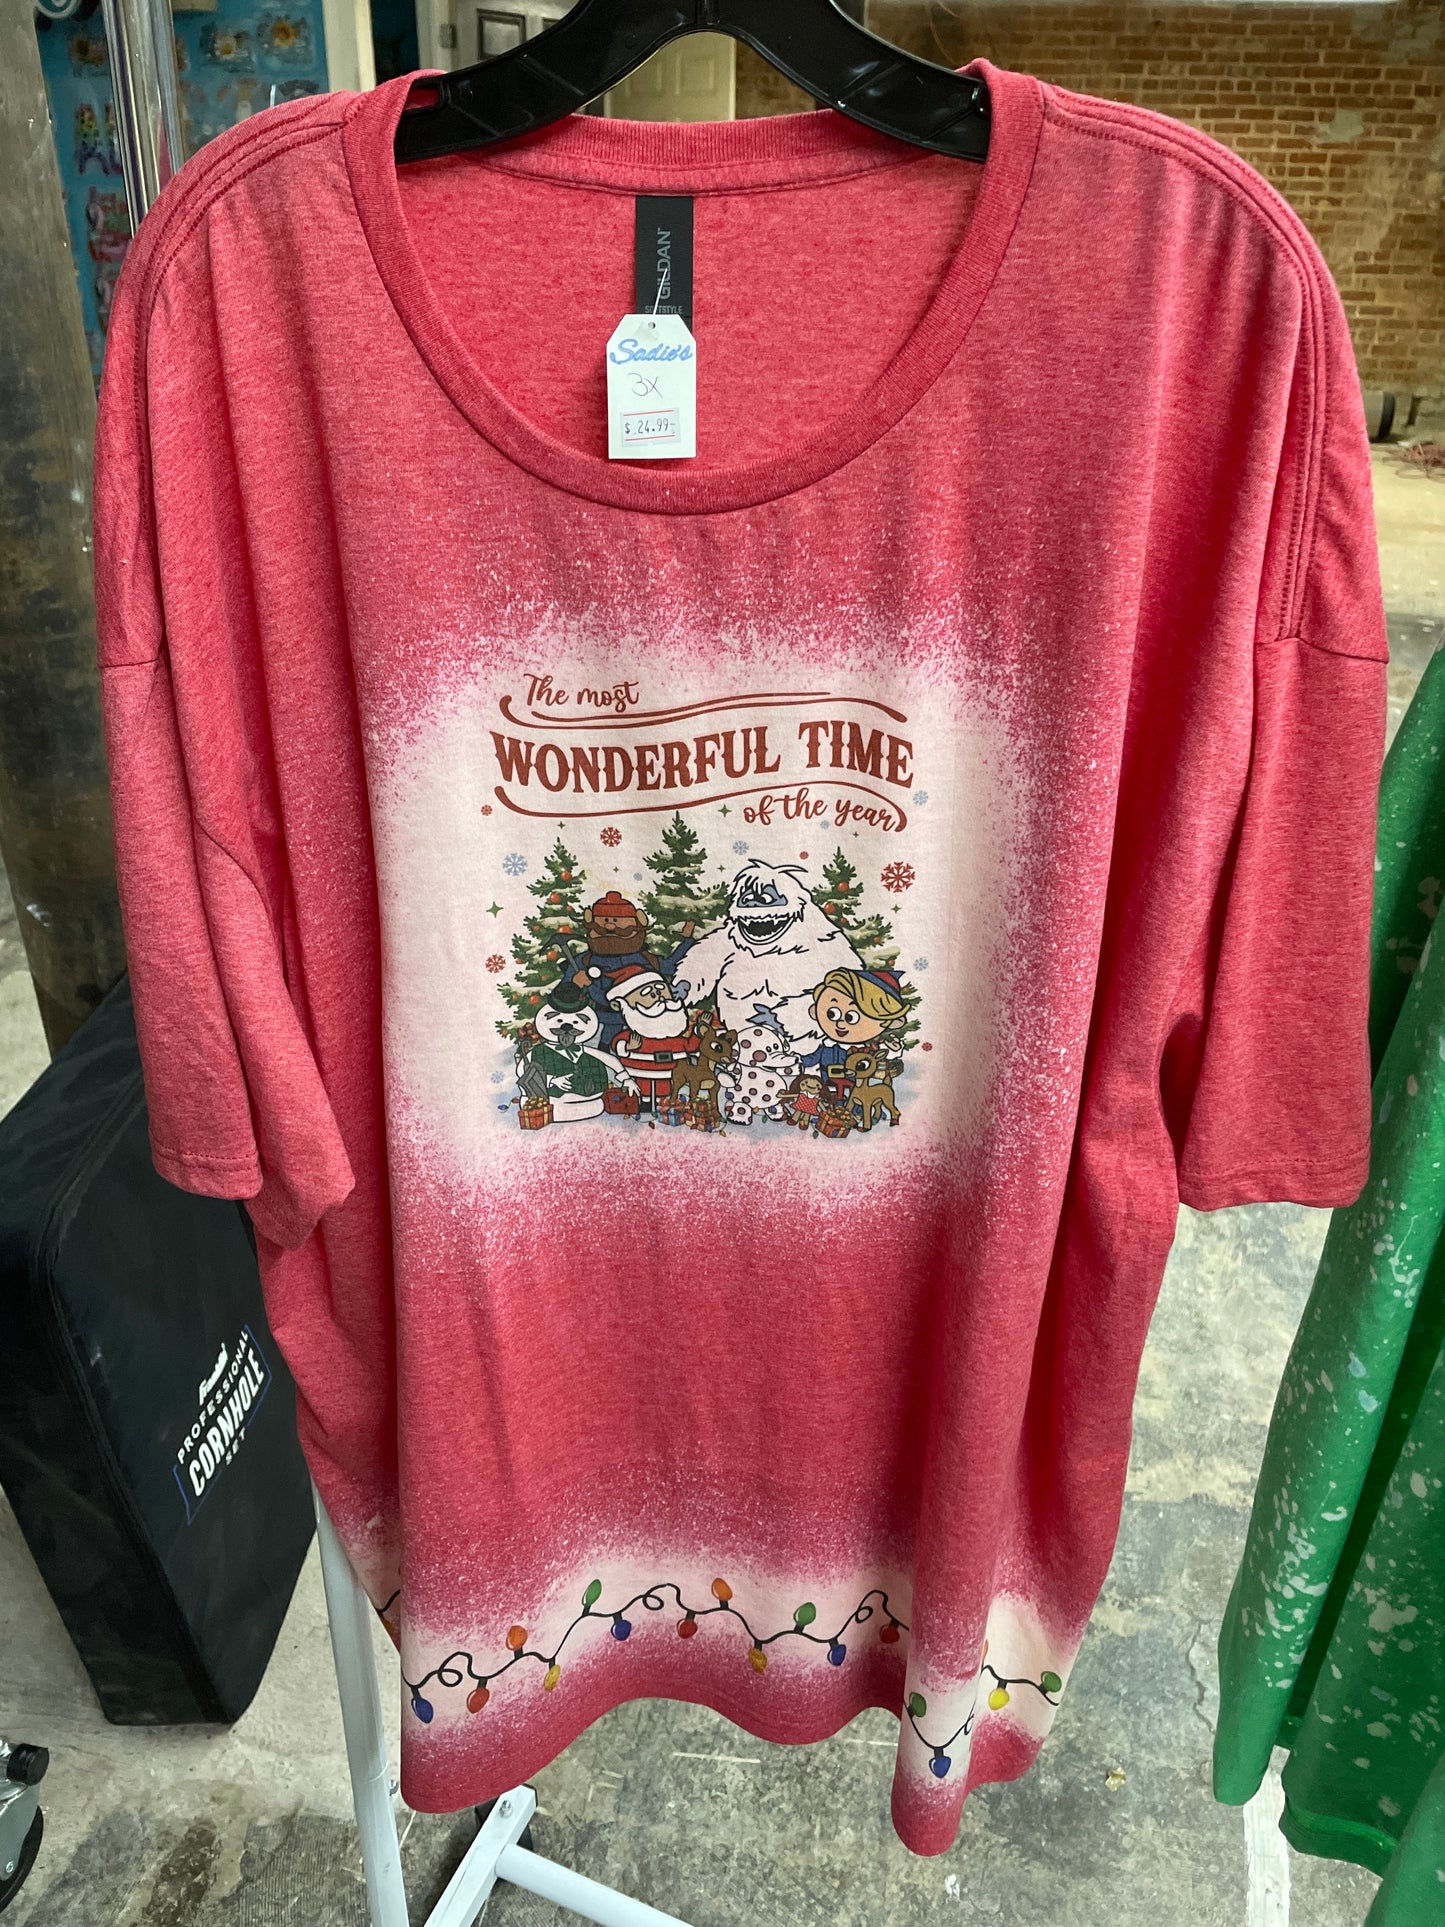 GILDAN
SOFTSTYLE
Sadie's
3X
$ 24.99
The most
WONDERFUL TIME
of the year
PROFESSIONAL
CORNHOLE
SET